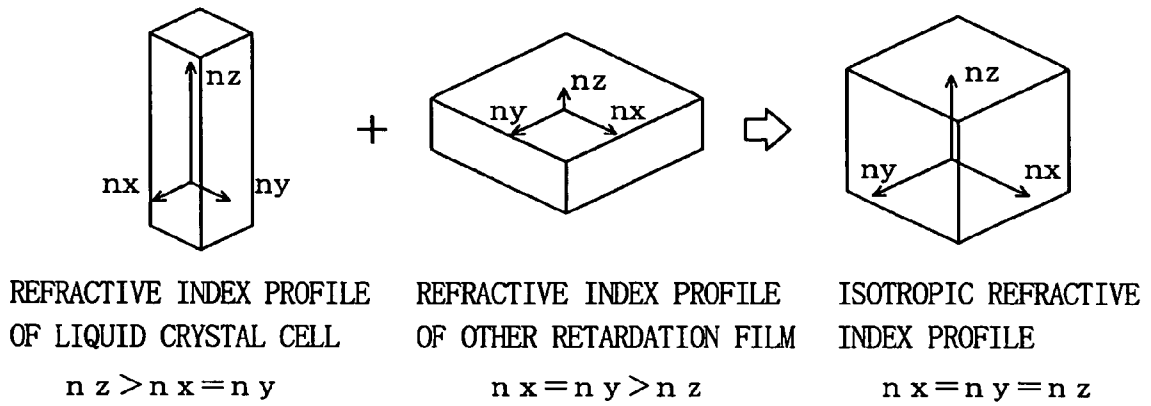 nz
nx
ny
+
nz
ny
nx
nz
ny
nx
REFRACTIVE INDEX PROFILE
OF LIQUID CRYSTAL CELL
nz>nx=ny
REFRACTIVE INDEX PROFILE
OF OTHER RETARDATION FILM
nx=ny>nz
ISOTROPIC REFRACTIVE
INDEX PROFILE
nx=ny=nz